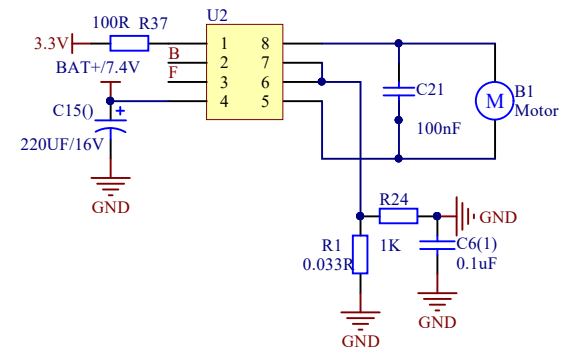 U2
100R R37
3.3V
1 8
B
2 7
BAT+/7.4V
F
3 6
4 5
C15()
+
220UF/16V
GND
C21
100nF
M
B1
Motor
R24
GND
R1
1K
C6(1)
0.033R
0.1uF
GND
GND